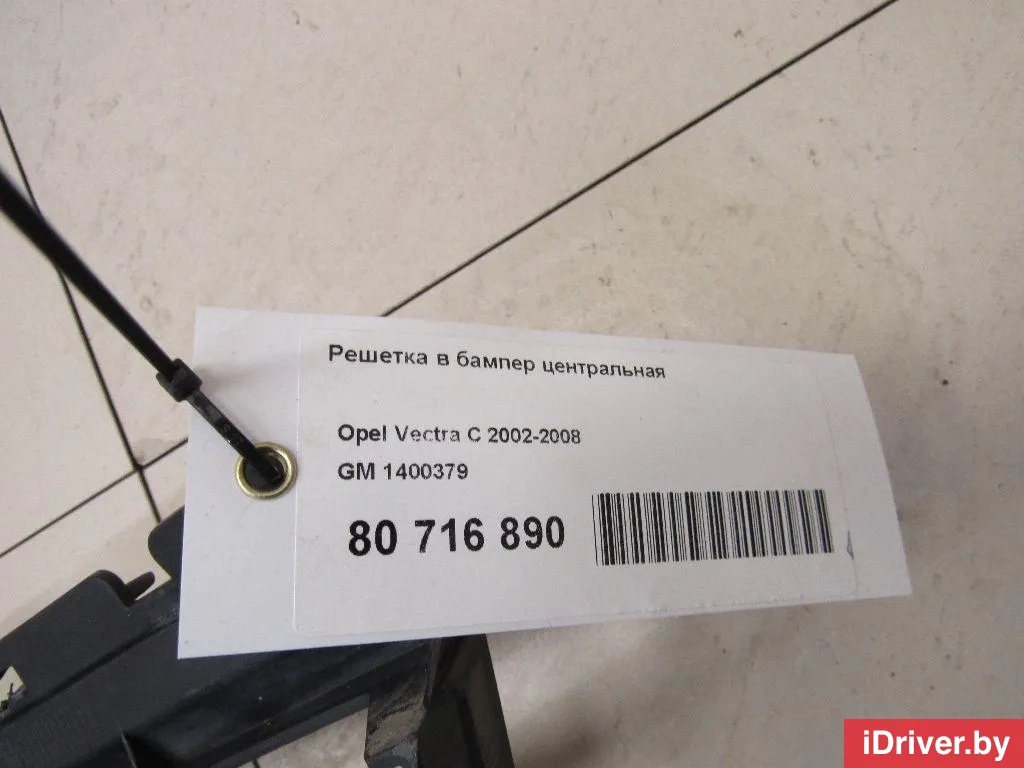 Решетка в бампер центральная
Opel Vectra C 2002-2008
GM 1400379
80 716 890
iDriver.by